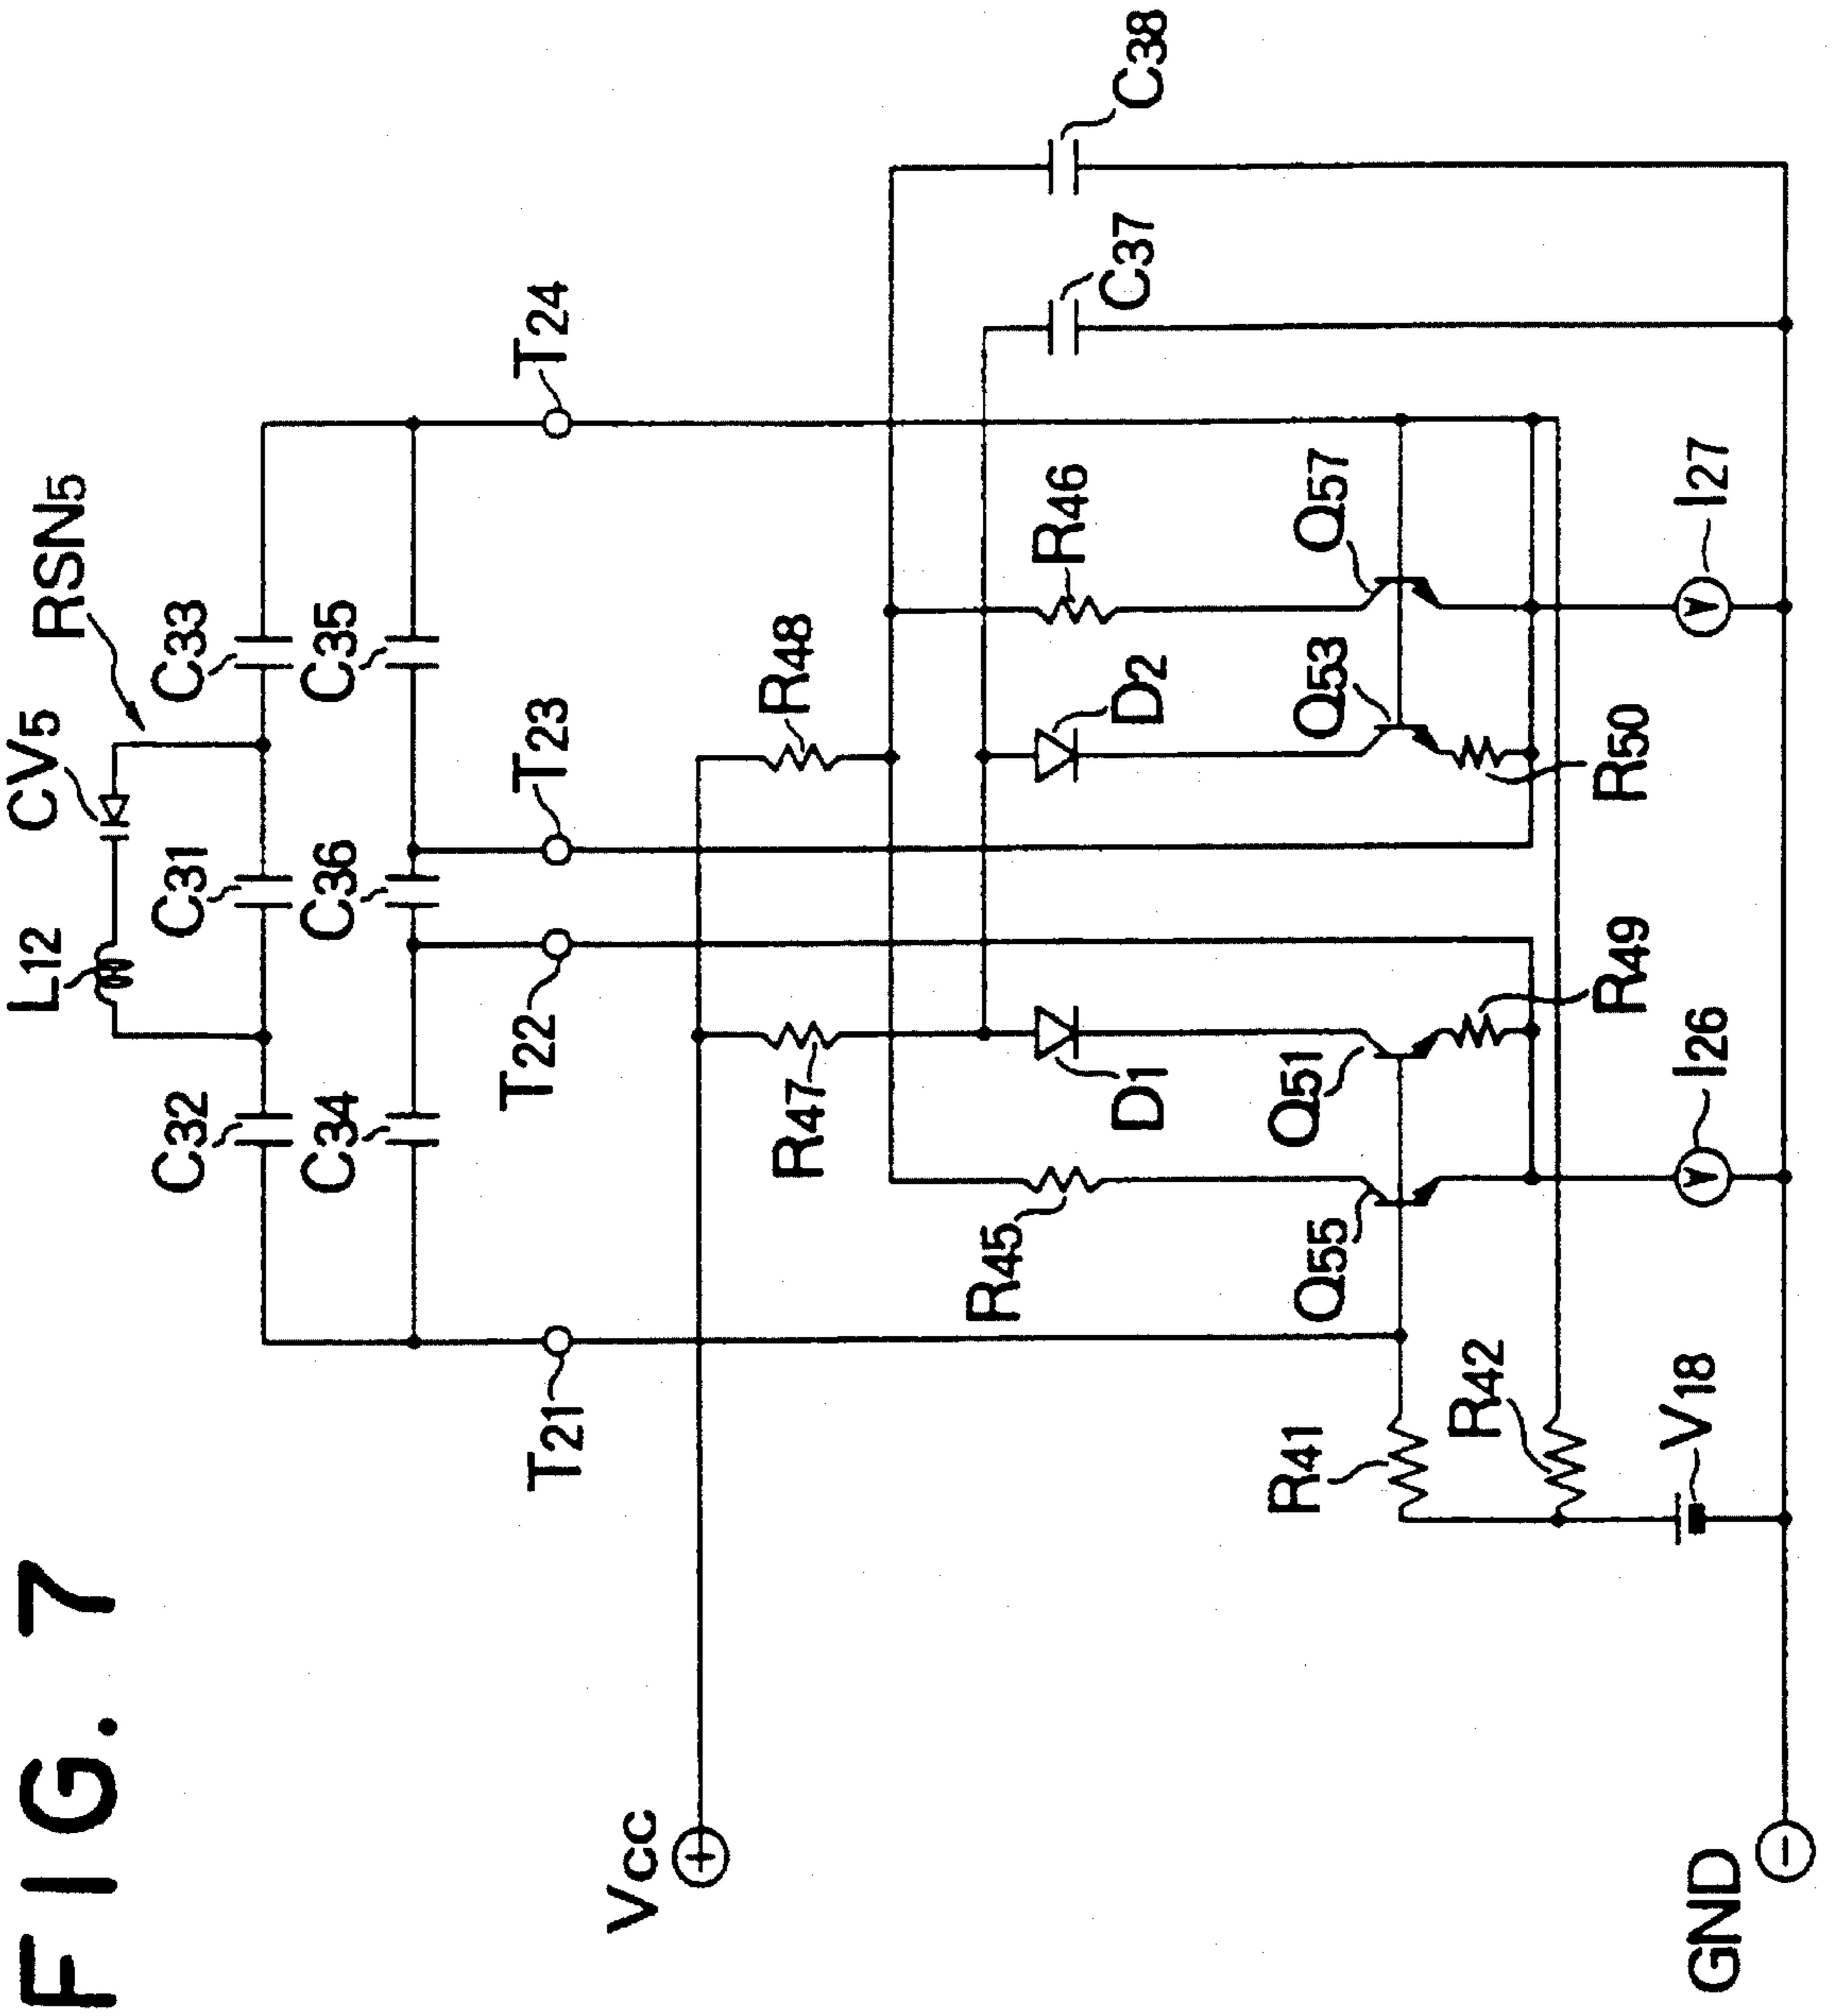 FIG. 7
RSN5
L12
CV5
C32
C31
C33
C34
C36
C35
T21
T22
T23
T24
Vcc
R47
R48
R45
D1
D2
R46
C37
C38
Q55
Q51
Q53
Q57
R41
R42
R49
R50
V18
I26
I27
GND